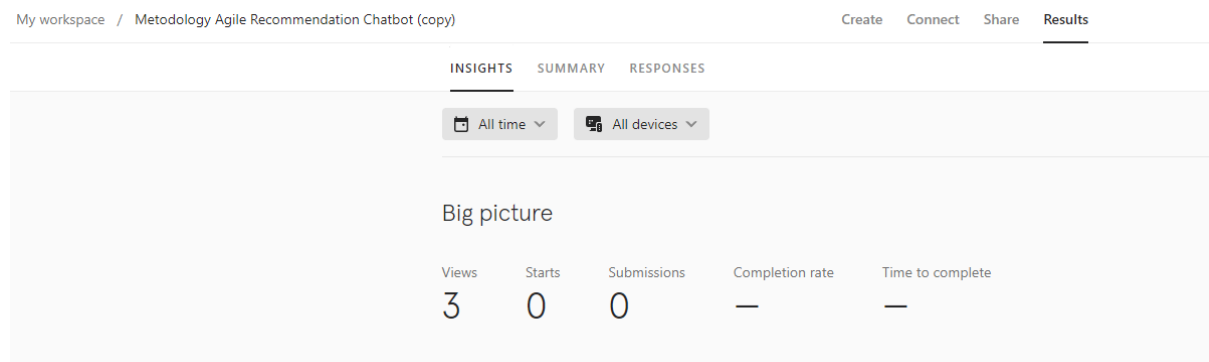 My workspace / Metodology Agile Recommendation Chatbot (copy) Create Connect Share Results
INSIGHTS SUMMARY RESPONSES
All time All devices
Big picture
Views Starts Submissions Completion rate Time to complete
3 0 0 — —